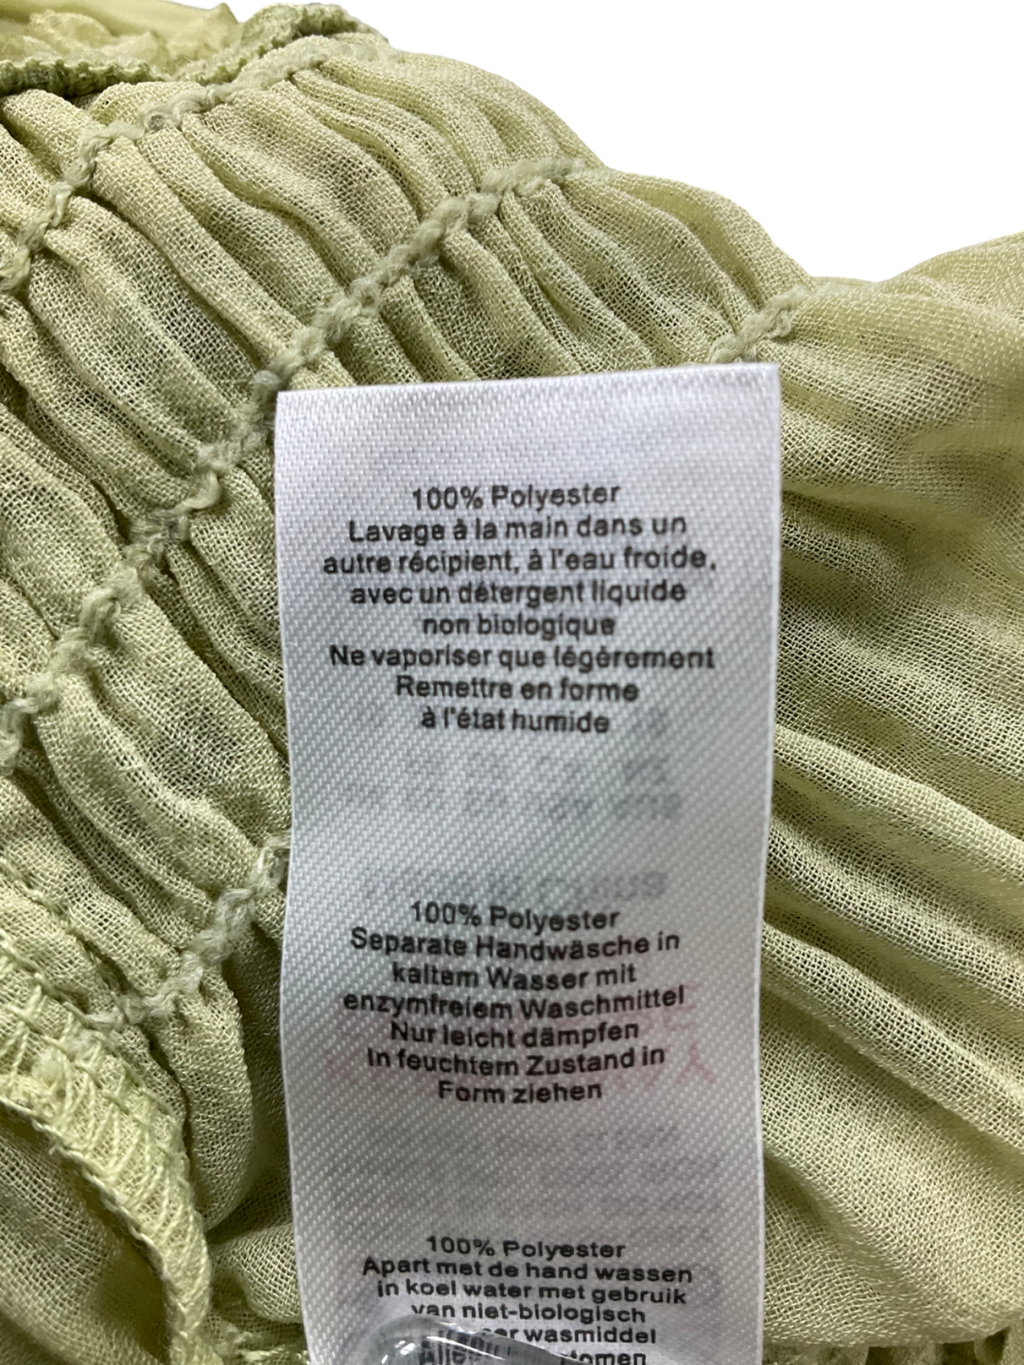 100% Polyester
Lavage à la main dans un
autre récipient, à l'eau froide,
avec un détergent liquide
non biologique
Ne vaporiser que légèrement
Remettre en forme
à l'état humide
100% Polyester
Separate Handwäsche in
kaltem Wasser mit
enzymfreiem Waschmittel
Nur leicht dämpfen
In feuchtem Zustand in
Form ziehen
100% Polyester
Apart met de hand wassen
in koel water met gebruik
van niet-biologisch
wasmiddel